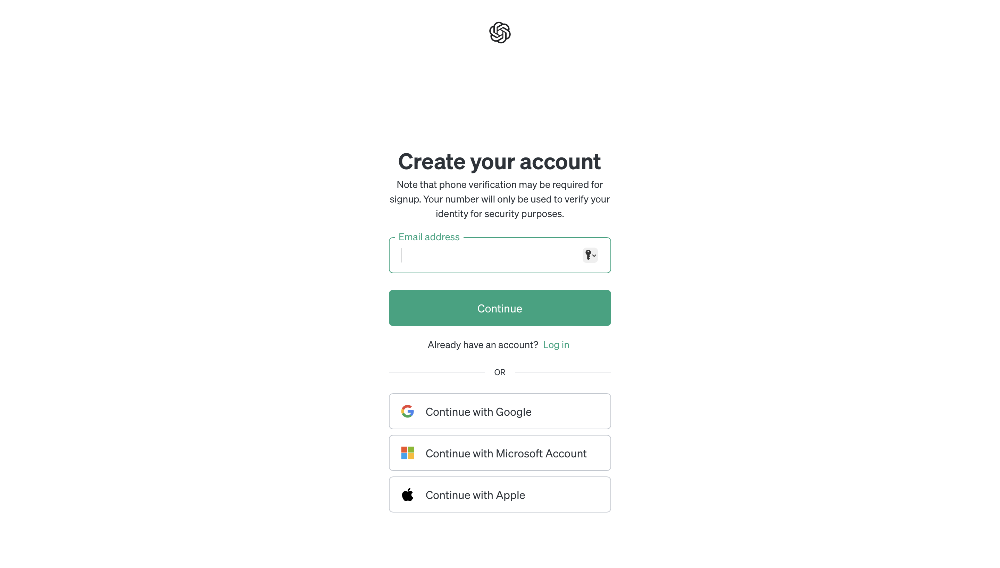 Create your account
Note that phone verification may be required for
signup. Your number will only be used to verify your
identity for security purposes.
Email address
Continue
Already have an account? Log in
OR
Continue with Google
Continue with Microsoft Account
Continue with Apple